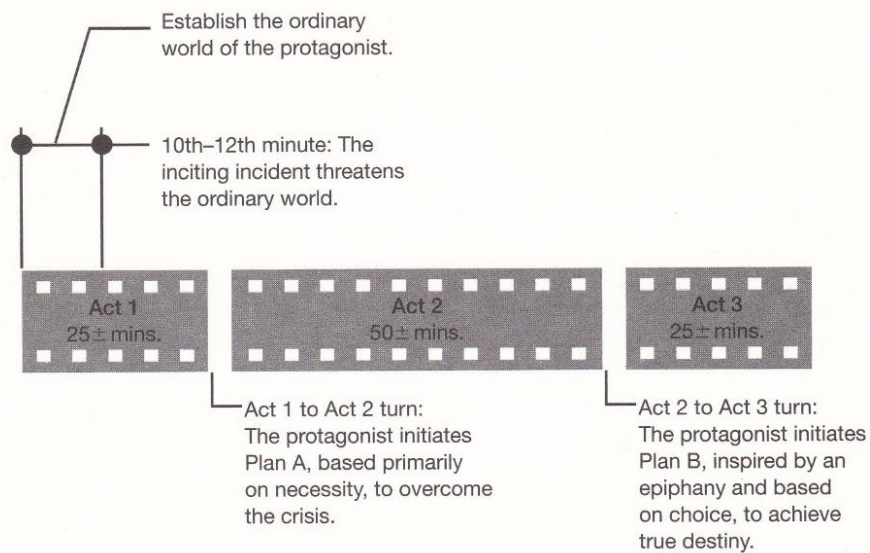 Establish the ordinary
world of the protagonist.
10th–12th minute: The
inciting incident threatens
the ordinary world.
Act 1
25± mins.
Act 2
50± mins.
Act 3
25± mins.
Act 1 to Act 2 turn:
The protagonist initiates
Plan A, based primarily
on necessity, to overcome
the crisis.
Act 2 to Act 3 turn:
The protagonist initiates
Plan B, inspired by an
epiphany and based
on choice, to achieve
true destiny.